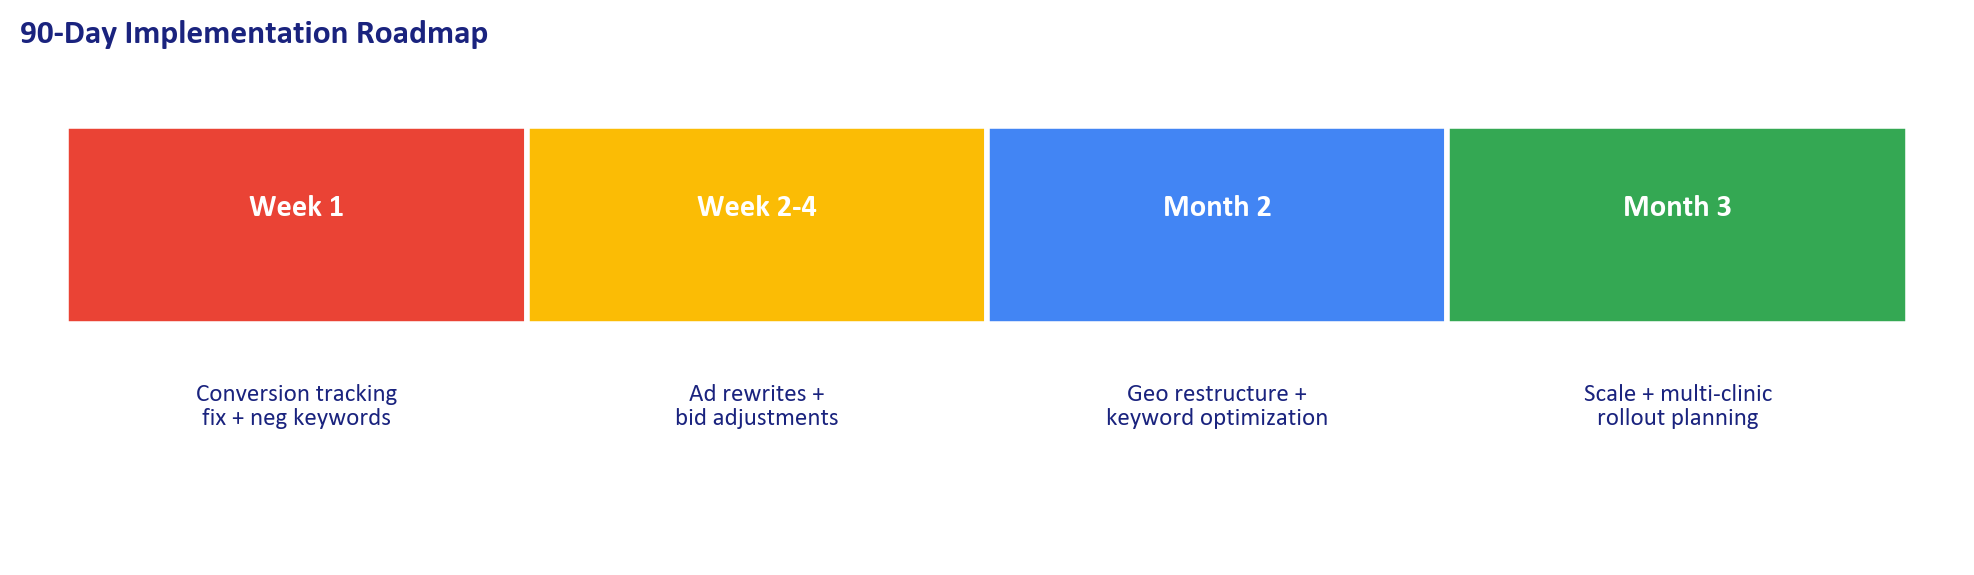 90-Day Implementation Roadmap
Week 1
Week 2-4
Month 2
Month 3
Conversion tracking
fix + neg keywords
Ad rewrites +
bid adjustments
Geo restructure +
keyword optimization
Scale + multi-clinic
rollout planning